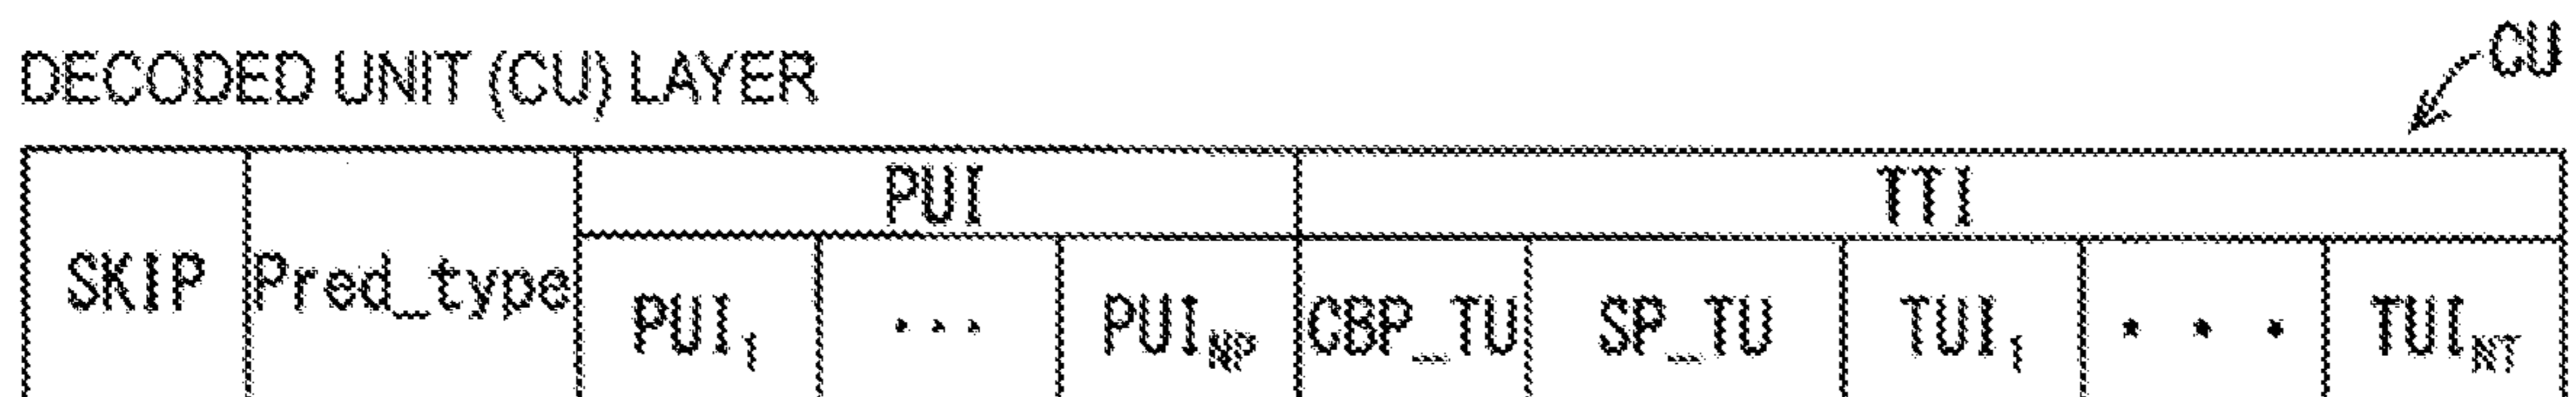 CU
DECODED UNIT (CU) LAYER
PUI TTI
SKIP Pred_type PUI1 ... PUINP CBP_TU SP_TU TUI1 ... TUINT